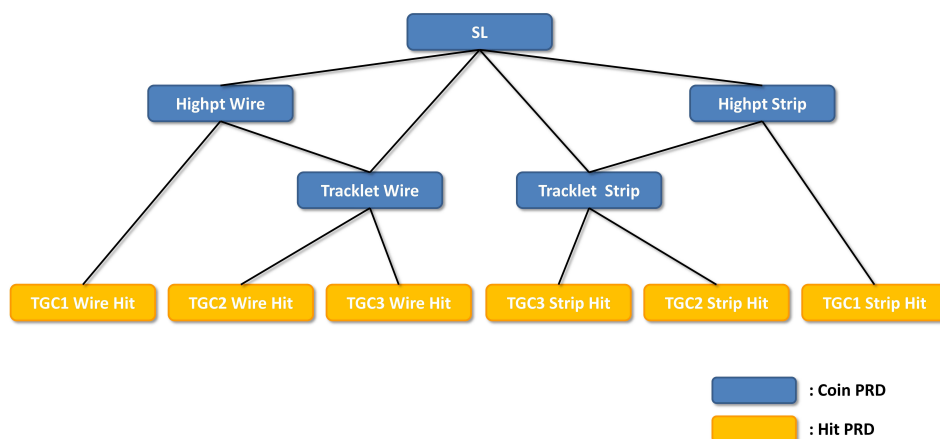 SL
Highpt Wire
Highpt Strip
Tracklet Wire
Tracklet  Strip
TGC1 Wire Hit
TGC2 Wire Hit
TGC3 Wire Hit
TGC3 Strip Hit
TGC2 Strip Hit
TGC1 Strip Hit
: Coin PRD
: Hit PRD